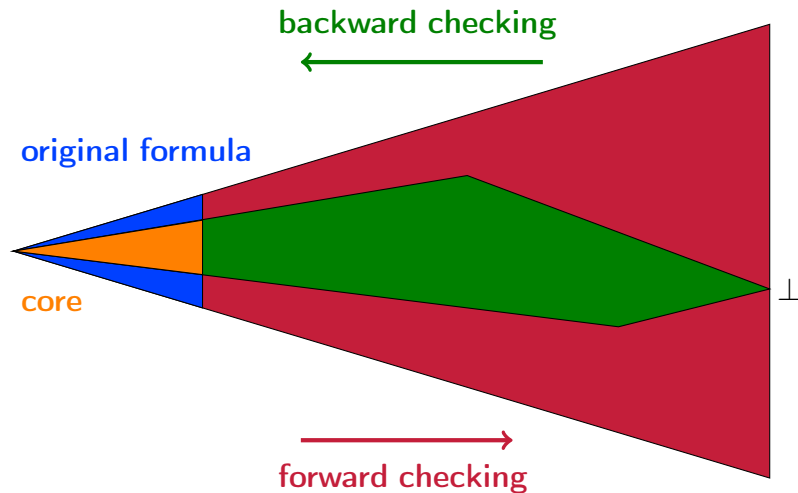 backward checking
original formula
core
⊥
forward checking